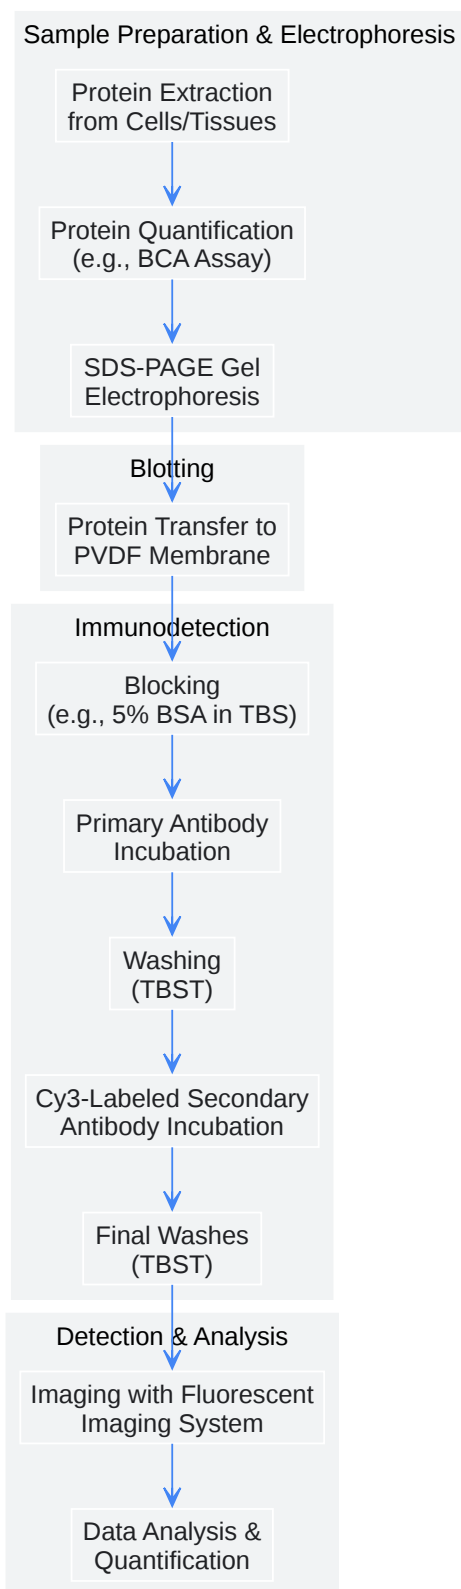 Sample Preparation & Electrophoresis
Protein Extraction
from Cells/Tissues
Protein Quantification
(e.g., BCA Assay)
SDS-PAGE Gel
Electrophoresis
Blotting
Protein Transfer to
PVDF Membrane
Immunodetection
Blocking
(e.g., 5% BSA in TBS)
Primary Antibody
Incubation
Washing
(TBST)
Cy3-Labeled Secondary
Antibody Incubation
Final Washes
(TBST)
Detection & Analysis
Imaging with Fluorescent
Imaging System
Data Analysis &
Quantification